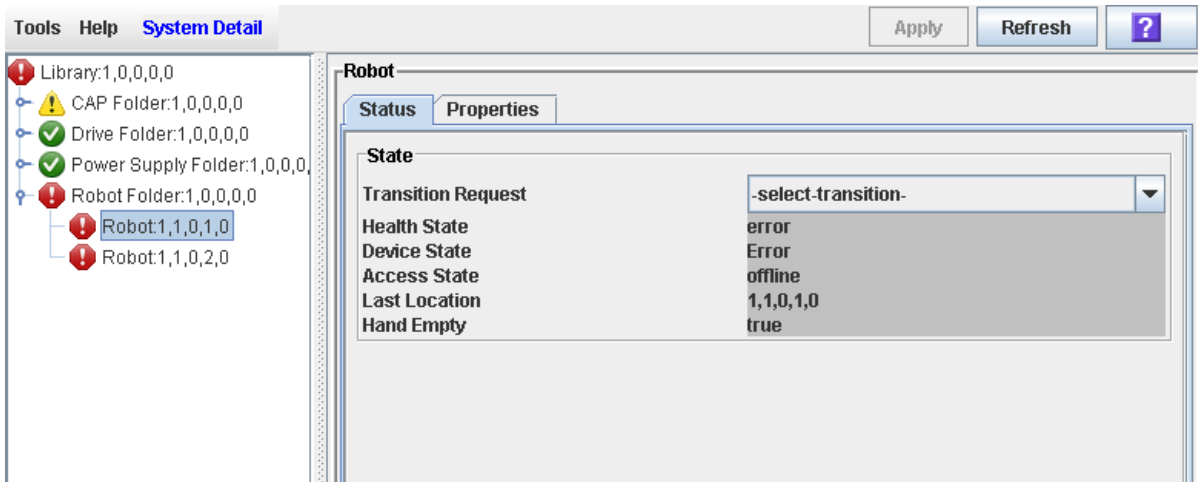 Tools Help System Detail
Apply Refresh ?
Library:1,0,0,0,0
CAP Folder:1,0,0,0,0
Drive Folder:1,0,0,0,0
Power Supply Folder:1,0,0,0,
Robot Folder:1,0,0,0,0
Robot:1,1,0,1,0
Robot:1,1,0,2,0
Robot
Status Properties
State
Transition Request -select-transition-
Health State error
Device State Error
Access State offline
Last Location 1,1,0,1,0
Hand Empty true